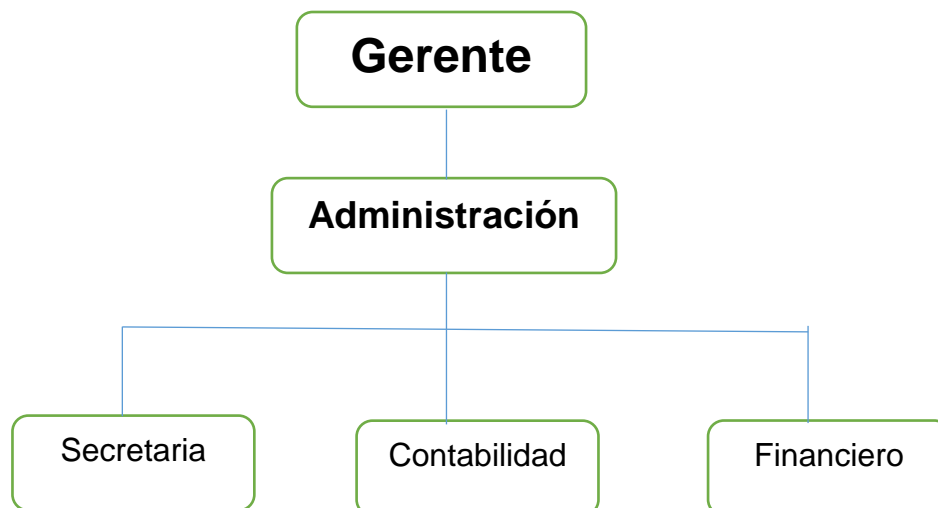 Gerente
Administración
Secretaria
Contabilidad
Financiero